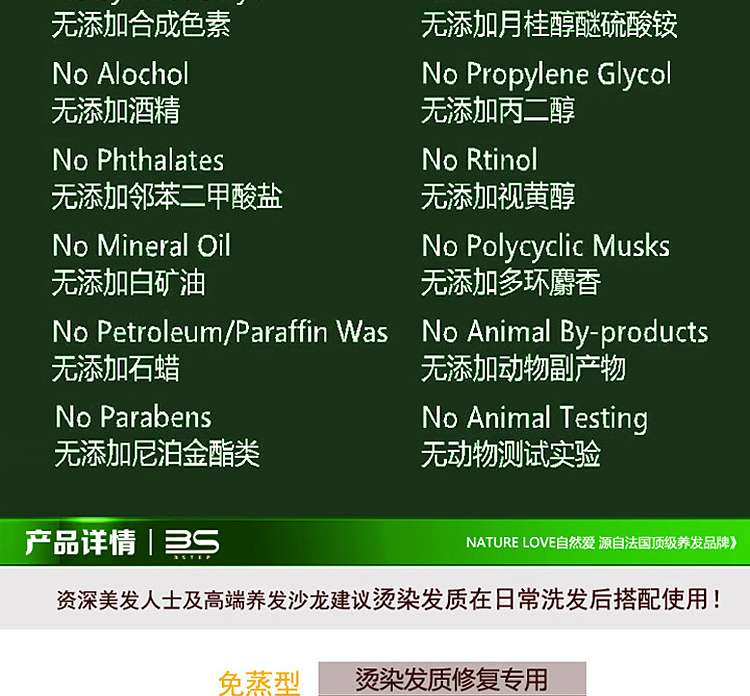 无添加合成色素
无添加月桂醇醚硫酸铵
No Alochol
无添加酒精
No Propylene Glycol
无添加丙二醇
No Phthalates
无添加邻苯二甲酸盐
No Rtinol
无添加视黄醇
No Mineral Oil
无添加白矿油
No Polycyclic Musks
无添加多环麝香
No Petroleum/Paraffin Was
无添加石蜡
No Animal By-products
无添加动物副产物
No Parabens
无添加尼泊金酯类
No Animal Testing
无动物测试实验
产品详情 | 3S
3STEP
NATURE LOVE自然爱 源自法国顶级养发品牌》
资深美发人士及高端养发沙龙建议烫染发质在日常洗发后搭配使用！
免蒸型 烫染发质修复专用